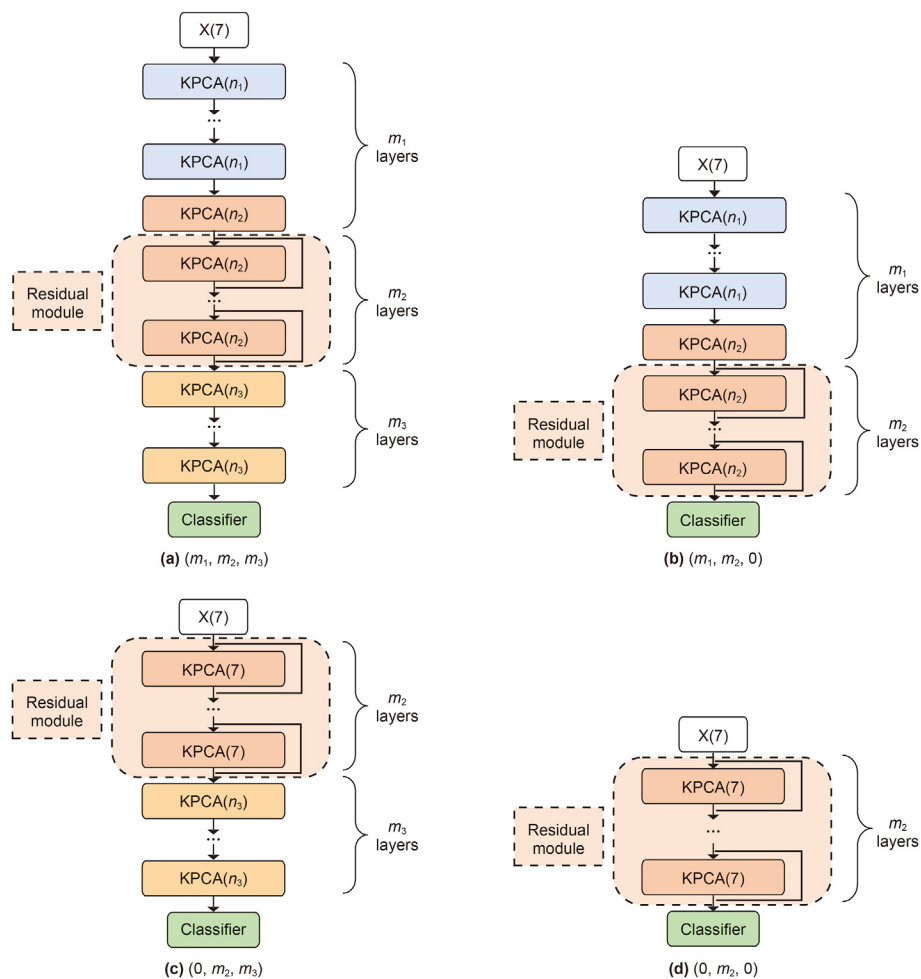 X(7)
KPCA(n₁)
...
KPCA(n₁)
KPCA(n₂)
m₁
layers
Residual
module
KPCA(n₂)
...
KPCA(n₂)
m₂
layers
KPCA(n₃)
...
KPCA(n₃)
m₃
layers
Classifier
(a) (m₁, m₂, m₃)
X(7)
KPCA(n₁)
...
KPCA(n₁)
KPCA(n₂)
m₁
layers
Residual
module
KPCA(n₂)
...
KPCA(n₂)
m₂
layers
Classifier
(b) (m₁, m₂, 0)
X(7)
Residual
module
KPCA(7)
...
KPCA(7)
m₂
layers
KPCA(n₃)
...
KPCA(n₃)
m₃
layers
Classifier
(c) (0, m₂, m₃)
X(7)
Residual
module
KPCA(7)
...
KPCA(7)
m₂
layers
Classifier
(d) (0, m₂, 0)